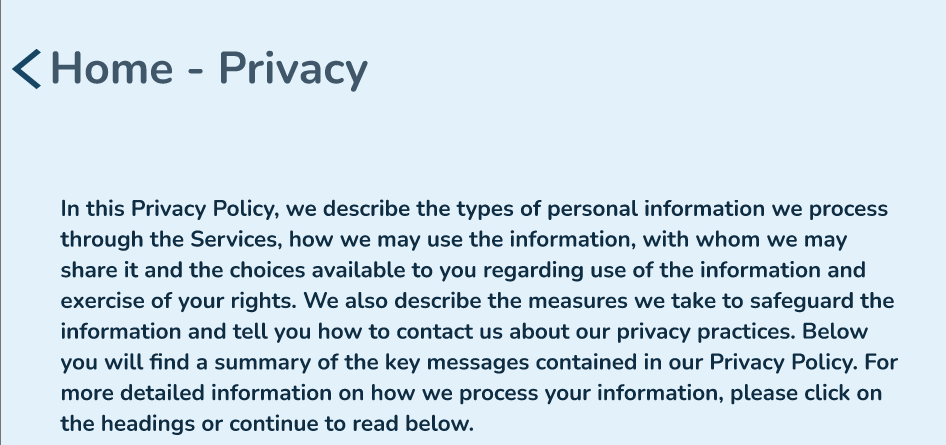 Home - Privacy
In this Privacy Policy, we describe the types of personal information we process
through the Services, how we may use the information, with whom we may
share it and the choices available to you regarding use of the information and
exercise of your rights. We also describe the measures we take to safeguard the
information and tell you how to contact us about our privacy practices. Below
you will find a summary of the key messages contained in our Privacy Policy. For
more detailed information on how we process your information, please click on
the headings or continue to read below.